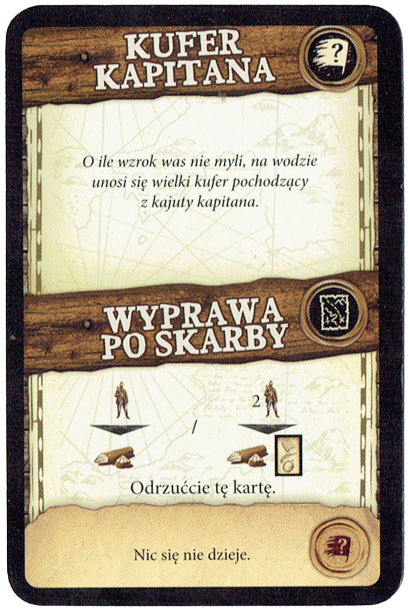 KUFER
KAPITANA
?
O ile wzrok was nie myli, na wodzie
unosi się wielki kufer pochodzący
z kajuty kapitana.
WYPRAWA
PO SKARBY
/ 2
Odrzućcie tę kartę.
Nic się nie dzieje.
?